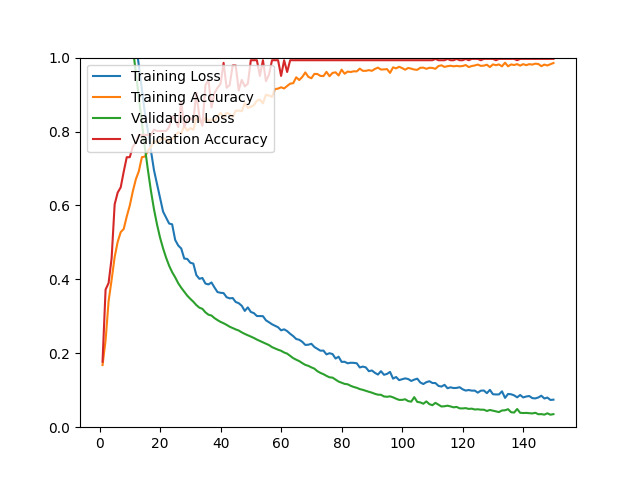 1.0
0.8
0.6
0.4
0.2
0.0
Training Loss
Training Accuracy
Validation Loss
Validation Accuracy
0 20 40 60 80 100 120 140